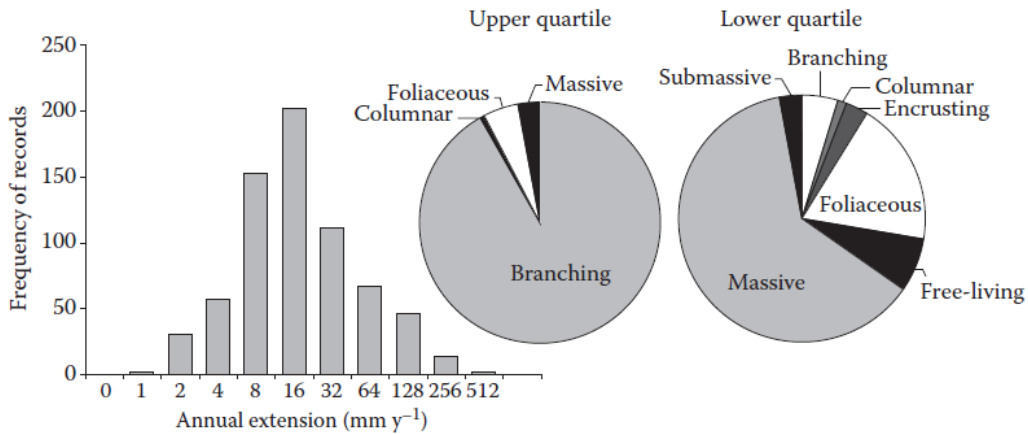 Upper quartile
Lower quartile
250
200
150
100
50
0
Frequency of records
0 1 2 4 8 16 32 64 128 256 512
Annual extension (mm y⁻¹)
Foliaceous
Columnar
Massive
Branching
Submassive
Branching
Columnar
Encrusting
Foliaceous
Massive
Free-living